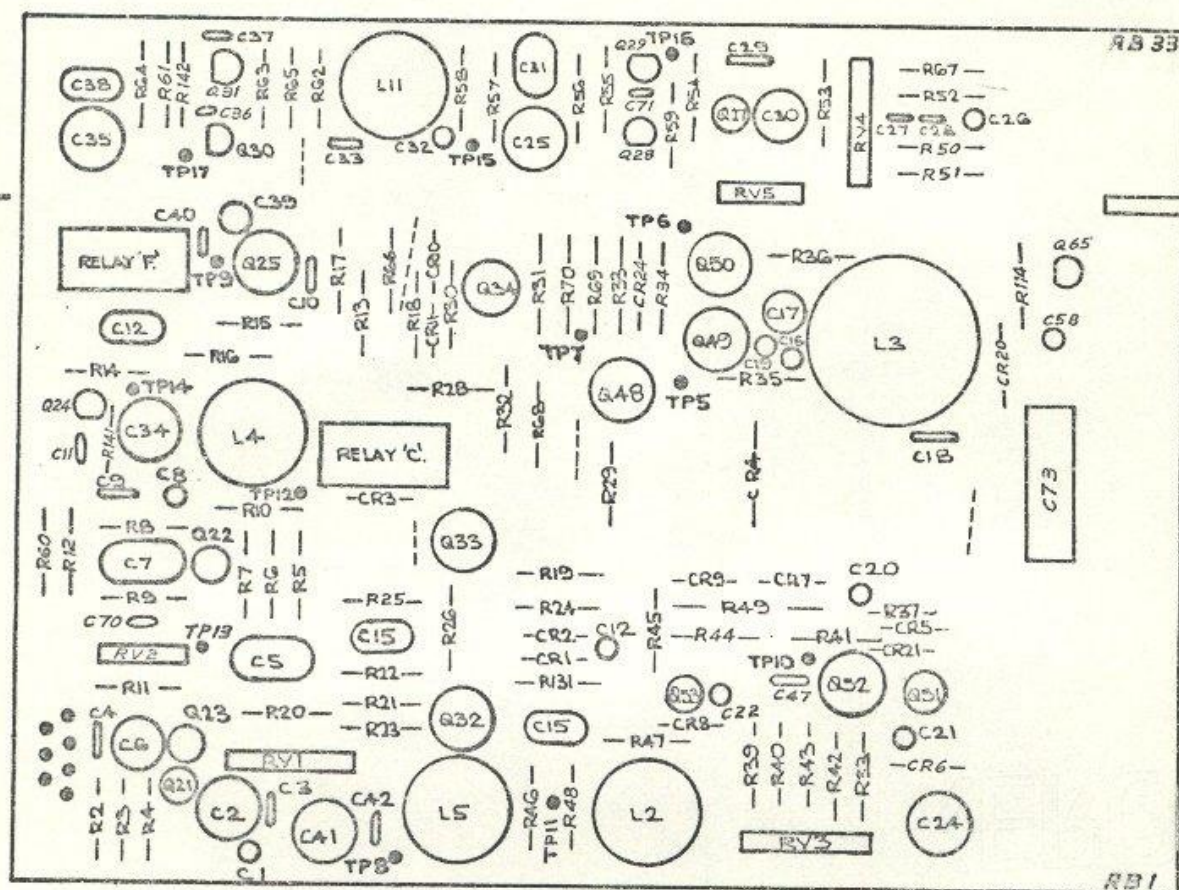 C37 Q29 TP16 C29 RB33
C38 R64 R61 R142 Q31 R63 R65 R62 L11 R58 R57 C31 R56 R55 C71 R54 R53 RV4 R67
R52
C35 C36 Q30 C33 C32 TP15 C25 Q28 R59 C30 C27 C28 C26
TP17 R50
RV5 R51
C40 C39 TP6
RELAY 'F'. TP9 Q25 C10 R17 R13 R66 R18 CR10 CR11 R30 Q34 R31 R70 R69 R33 CR24 R34 Q50 R36 Q65
R114
C12 R15 TP7 Q49 C17 C19 C16 L3 C58
R16 R35 CR20
R14 TP14 R28 Q48 TP5
Q24 C34 L4 R32 R68
C11 R141 RELAY 'C'. C18
C9 C8 TP12 CR3 R29 CR4 C73
R10
R60 R12 R8 Q22 Q33
C7 R7 R6 R5 R19 CR9 CR7 C20
R9 R25 R24 R49 R37
C70 TP13 C15 R26 CR2 C12 R45 R44 R41 CR5
RV2 C5 CR1 TP10 CR21
R22 R131 C47 Q52 Q51
R11 R21 Q53 C22
C4 C6 Q23 R20 R23 Q32 C15 CR8 C21
RV1 R47 R39 R40 R43 R42 R33 CR6
R2 R3 R4 Q21 C2 C3 C41 C42 L5 R46 TP11 R48 L2 C24
RV3
C1 TP8 RB1